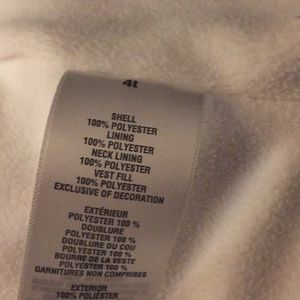 4t
SHELL
100% POLYESTER
LINING
100% POLYESTER
NECK LINING
100% POLYESTER
VEST FILL
100% POLYESTER
EXCLUSIVE OF DECORATION
EXTÉRIEUR
POLYESTER 100 %
DOUBLURE
POLYESTER 100 %
DOUBLURE DU COU
POLYESTER 100 %
BOURRE DE LA VESTE
POLYESTER 100 %
GARNITURES NON COMPRISES
EXTERIOR
100% POLIÉSTER